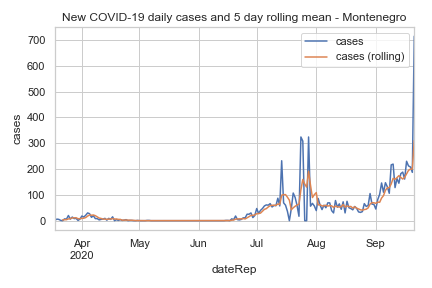 New COVID-19 daily cases and 5 day rolling mean - Montenegro
cases
cases (rolling)
700
600
500
400
300
200
100
0
cases
Apr
2020
May
Jun
Jul
Aug
Sep
dateRep